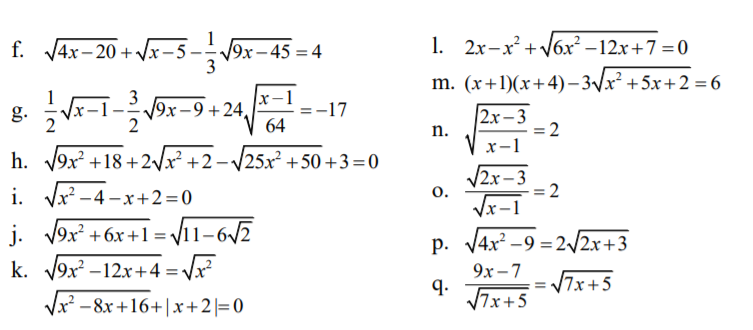 f. √(4x−20) + √(x−5) − 1/3 √(9x−45) = 4
g. 1/2 √(x−1) − 3/2 √(9x−9) + 24√((x−1)/64) = −17
h. √(9x² +18) + 2√(x² +2) − √(25x² +50) + 3 = 0
i. √(x² −4) − x + 2 = 0
j. √(9x² +6x+1) = √(11−6√2)
k. √(9x² −12x+4) = √(x²)
√(x² −8x+16) + | x+2 | = 0
l. 2x−x² + √(6x² −12x+7) = 0
m. (x+1)(x+4) − 3√(x² +5x+2) = 6
n. √((2x−3)/(x−1)) = 2
o. √(2x−3)/√(x−1) = 2
p. √(4x² −9) = 2√(2x+3)
q. (9x−7)/√(7x+5) = √(7x+5)